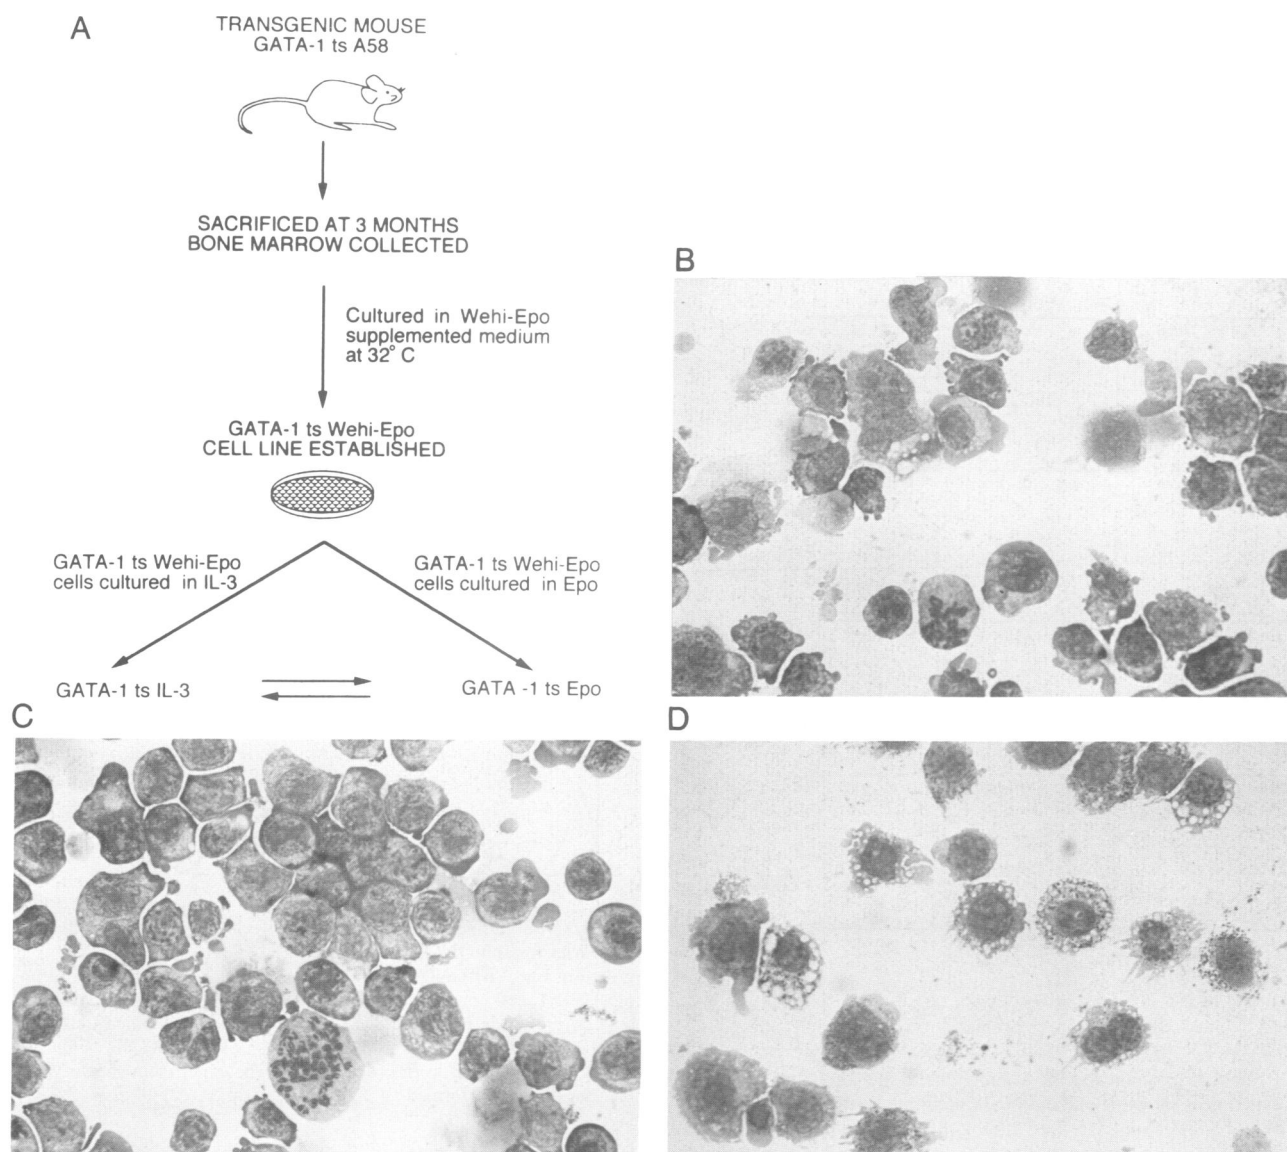 A
TRANSGENIC MOUSE
GATA-1 ts A58
SACRIFICED AT 3 MONTHS
BONE MARROW COLLECTED
Cultured in Wehi-Epo
supplemented medium
at 32° C
GATA-1 ts Wehi-Epo
CELL LINE ESTABLISHED
GATA-1 ts Wehi-Epo
cells cultured in IL-3
GATA-1 ts Wehi-Epo
cells cultured in Epo
GATA-1 ts IL-3
GATA -1 ts Epo
B
C
D